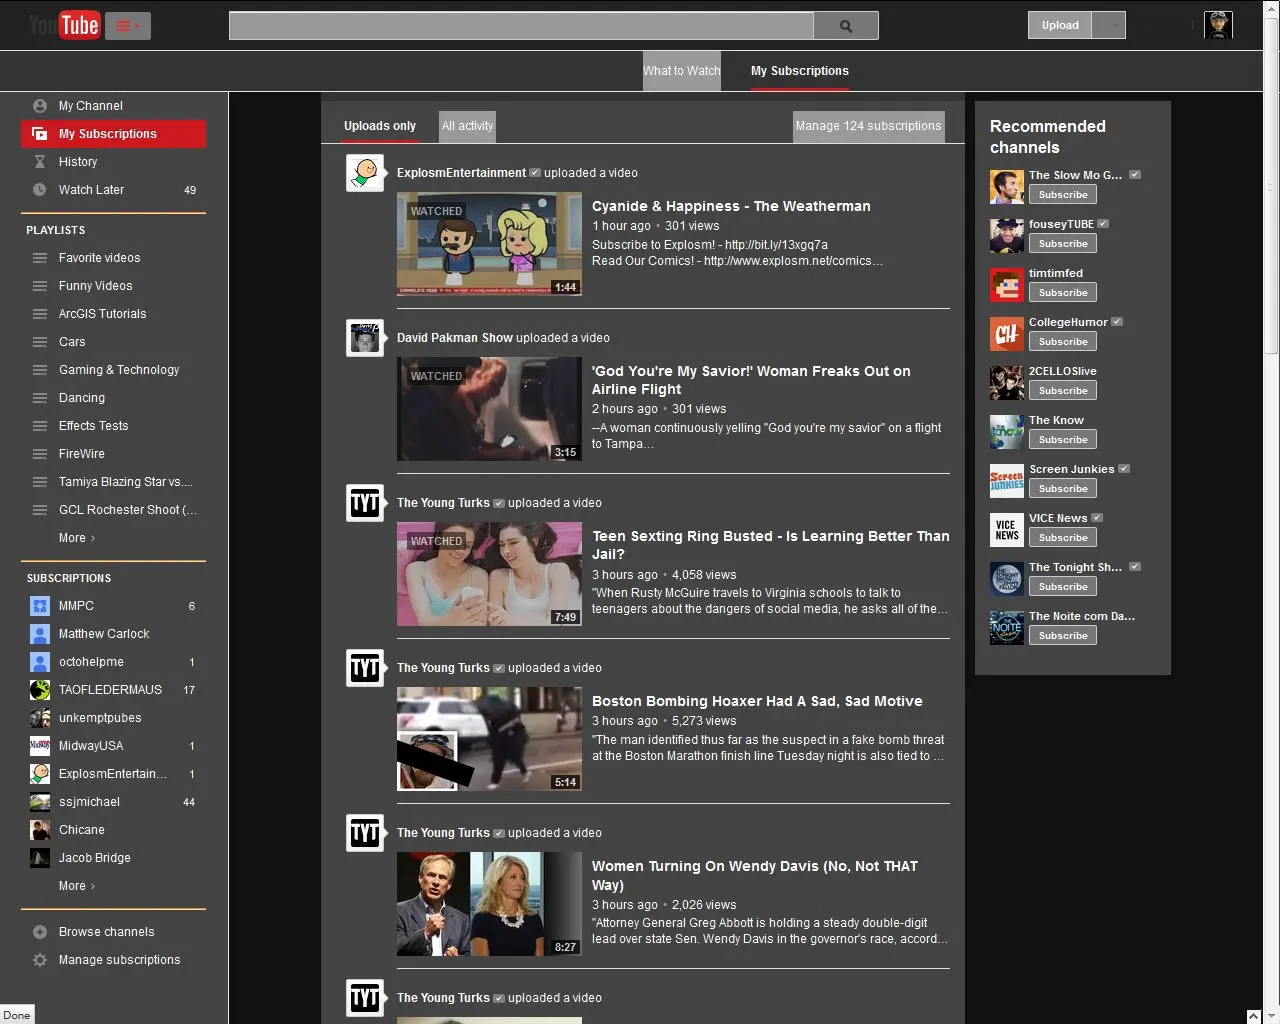 YouTube
Upload
What to Watch
My Subscriptions
My Channel
My Subscriptions
History
Watch Later 49
PLAYLISTS
Favorite videos
Funny Videos
ArcGIS Tutorials
Cars
Gaming & Technology
Dancing
Effects Tests
FireWire
Tamiya Blazing Star vs....
GCL Rochester Shoot (...
More ›
SUBSCRIPTIONS
MMPC 6
Matthew Carlock
octohelpme 1
TAOFLEDERMAUS 17
unkemptpubes
MidwayUSA 1
ExplosmEntertain... 1
ssjmichael 44
Chicane
Jacob Bridge
More ›
Browse channels
Manage subscriptions
Done
Uploads only
All activity
Manage 124 subscriptions
ExplosmEntertainment uploaded a video
WATCHED
1:44
Cyanide & Happiness - The Weatherman
1 hour ago • 301 views
Subscribe to Explosm! - http://bit.ly/13xgq7a
Read Our Comics! - http://www.explosm.net/comics...
David Pakman Show uploaded a video
WATCHED
3:15
'God You're My Savior!' Woman Freaks Out on
Airline Flight
2 hours ago • 301 views
--A woman continuously yelling "God you're my savior" on a flight
to Tampa...
TYT
The Young Turks uploaded a video
WATCHED
7:49
Teen Sexting Ring Busted - Is Learning Better Than
Jail?
3 hours ago • 4,058 views
"When Rusty McGuire travels to Virginia schools to talk to
teenagers about the dangers of social media, he asks all of the...
TYT
The Young Turks uploaded a video
5:14
Boston Bombing Hoaxer Had A Sad, Sad Motive
3 hours ago • 5,273 views
"The man identified thus far as the suspect in a fake bomb threat
at the Boston Marathon finish line Tuesday night is also tied to ...
TYT
The Young Turks uploaded a video
8:27
Women Turning On Wendy Davis (No, Not THAT
Way)
3 hours ago • 2,026 views
"Attorney General Greg Abbott is holding a steady double-digit
lead over state Sen. Wendy Davis in the governor's race, accord...
TYT
The Young Turks uploaded a video
Recommended
channels
The Slow Mo G...
Subscribe
fouseyTUBE
Subscribe
timtimfed
Subscribe
CH
CollegeHumor
Subscribe
2CELLOSlive
Subscribe
The Know
Subscribe
Screen
JUNKIES
Screen Junkies
Subscribe
VICE
NEWS
VICE News
Subscribe
The Tonight Sh...
Subscribe
THE
NOITE
The Noite com Da...
Subscribe